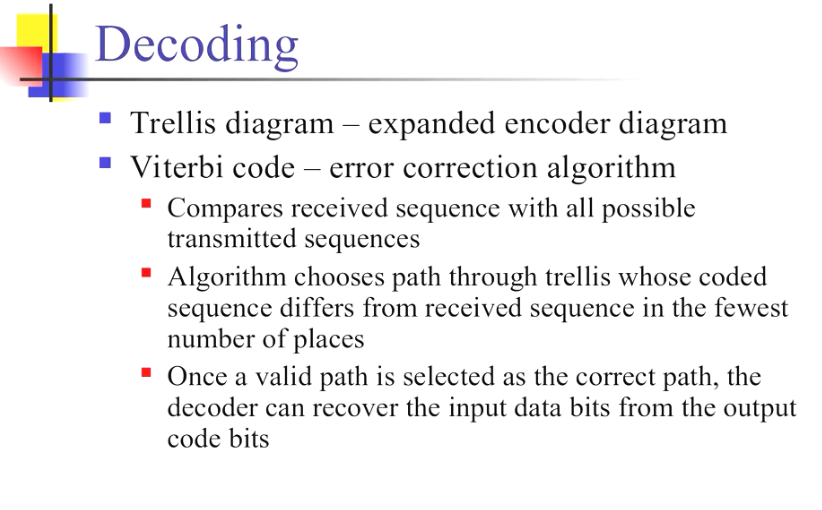 Decoding
Trellis diagram – expanded encoder diagram
Viterbi code – error correction algorithm
Compares received sequence with all possible
transmitted sequences
Algorithm chooses path through trellis whose coded
sequence differs from received sequence in the fewest
number of places
Once a valid path is selected as the correct path, the
decoder can recover the input data bits from the output
code bits